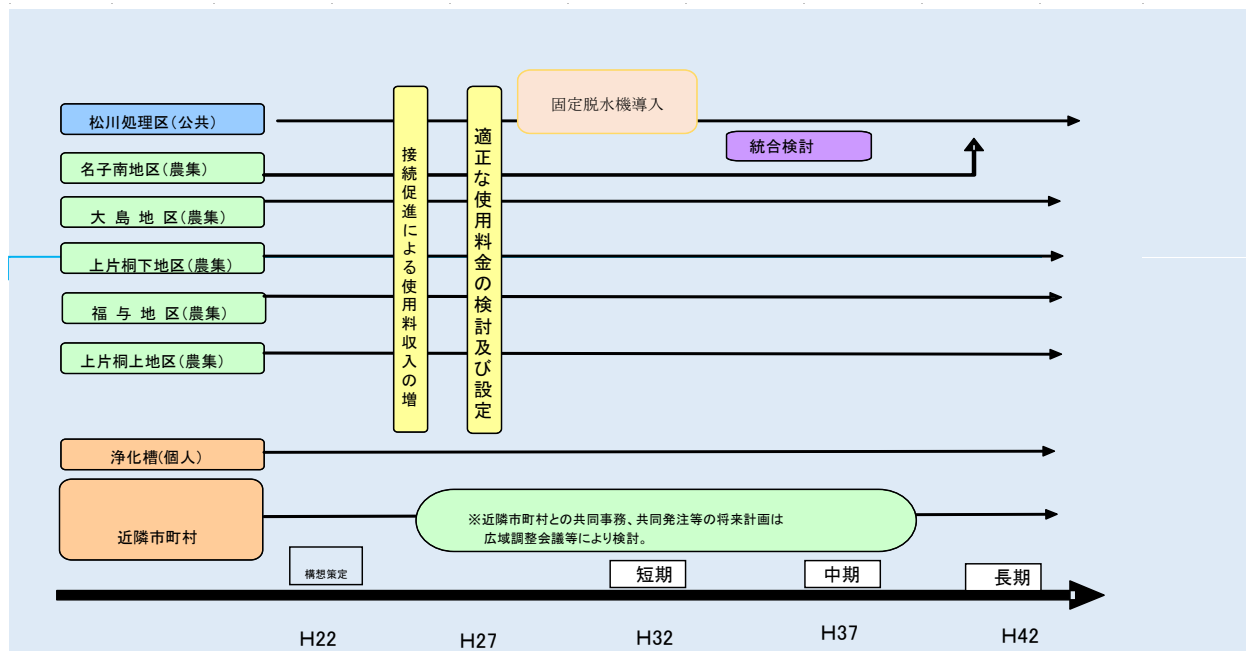 松川処理区(公共)
名子南地区(農集)
大 島 地 区(農集)
上片桐下地区(農集)
福 与 地 区(農集)
上片桐上地区(農集)
浄化槽(個人)
近隣市町村
接続促進による使用料収入の増
適正な使用料金の検討及び設定
固定脱水機導入
統合検討
※近隣市町村との共同事務、共同発注等の将来計画は
広域調整会議等により検討。
構想策定
短期
中期
長期
H22
H27
H32
H37
H42